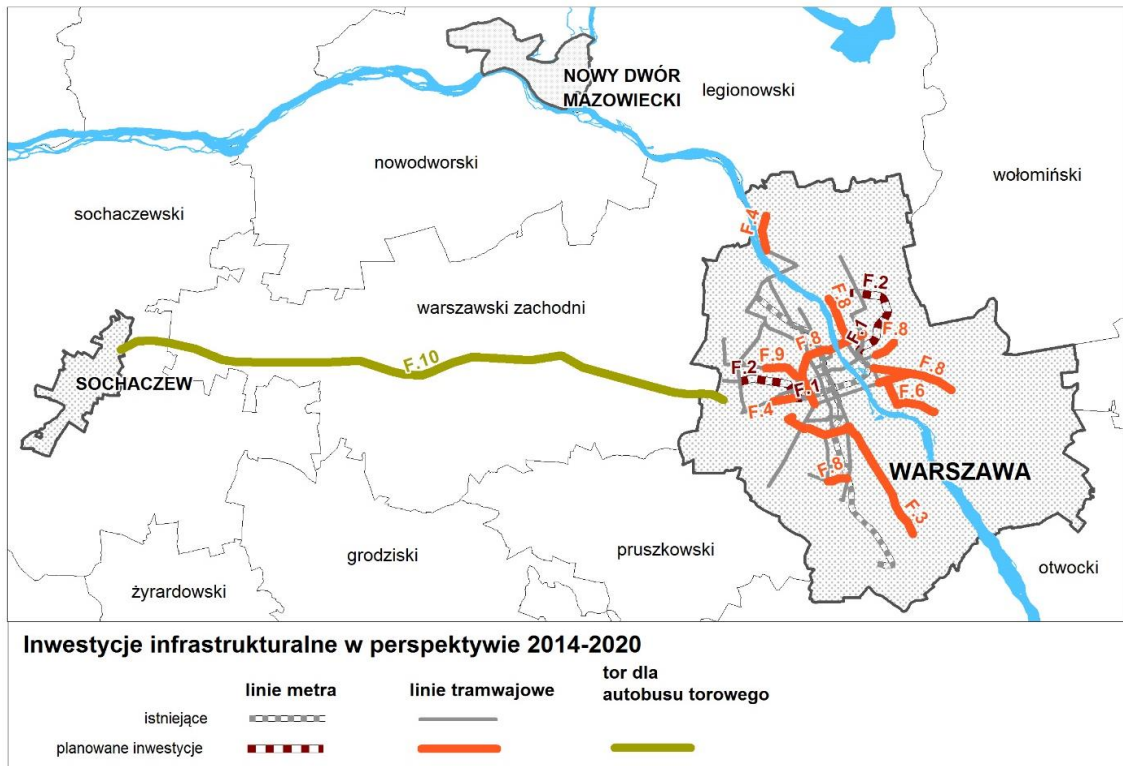 NOWY DWÓR
MAZOWIECKI
legionowski
nowodworski
wołomiński
sochaczewski
F.4
F.2
F.8
warszawski zachodni
F.1
F.8
F.8
F.9
F.8
F.10
F.2
F.1
SOCHACZEW
F.6
F.4
WARSZAWA
F.8
F.3
grodziski
pruszkowski
otwocki
żyrardowski
Inwestycje infrastrukturalne w perspektywie 2014-2020
linie metra
linie tramwajowe
tor dla
autobusu torowego
istniejące
planowane inwestycje